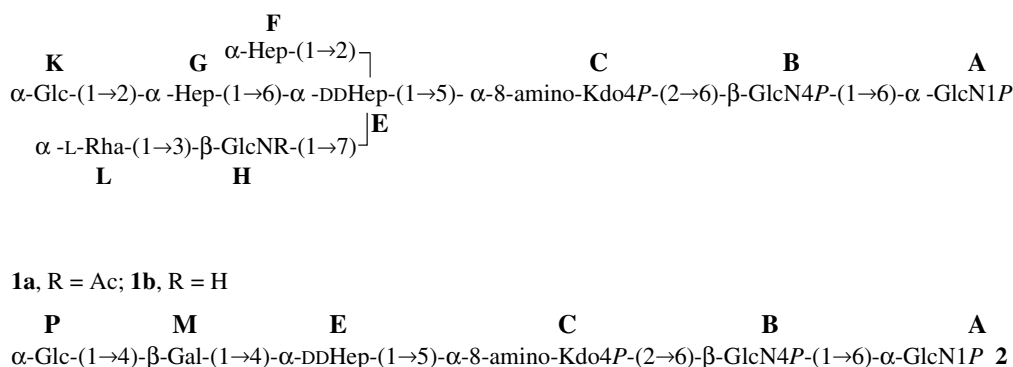 F
α-Hep-(1→2)
K G C B A
α-Glc-(1→2)-α -Hep-(1→6)-α -DDHep-(1→5)- α-8-amino-Kdo4P-(2→6)-β-GlcN4P-(1→6)-α -GlcN1P
E
α -L-Rha-(1→3)-β-GlcNR-(1→7)
L H
1a, R = Ac; 1b, R = H
P M E C B A
α-Glc-(1→4)-β-Gal-(1→4)-α-DDHep-(1→5)-α-8-amino-Kdo4P-(2→6)-β-GlcN4P-(1→6)-α-GlcN1P 2